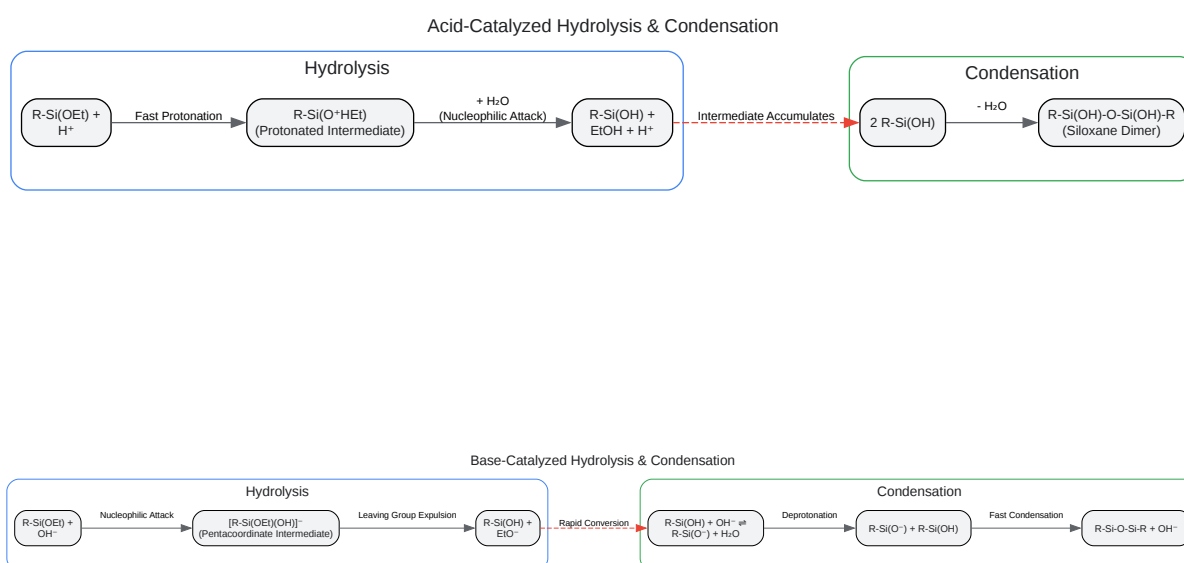 Acid-Catalyzed Hydrolysis & Condensation
Hydrolysis
R-Si(OEt) +
H⁺
Fast Protonation
R-Si(O⁺HEt)
(Protonated Intermediate)
+ H₂O
(Nucleophilic Attack)
R-Si(OH) +
EtOH + H⁺
Intermediate Accumulates
Condensation
2 R-Si(OH)
- H₂O
R-Si(OH)-O-Si(OH)-R
(Siloxane Dimer)
Base-Catalyzed Hydrolysis & Condensation
Hydrolysis
R-Si(OEt) +
OH⁻
Nucleophilic Attack
[R-Si(OEt)(OH)]⁻
(Pentacoordinate Intermediate)
Leaving Group Expulsion
R-Si(OH) +
EtO⁻
Rapid Conversion
Condensation
R-Si(OH) + OH⁻ ⇌
R-Si(O⁻) + H₂O
Deprotonation
R-Si(O⁻) + R-Si(OH)
Fast Condensation
R-Si-O-Si-R + OH⁻